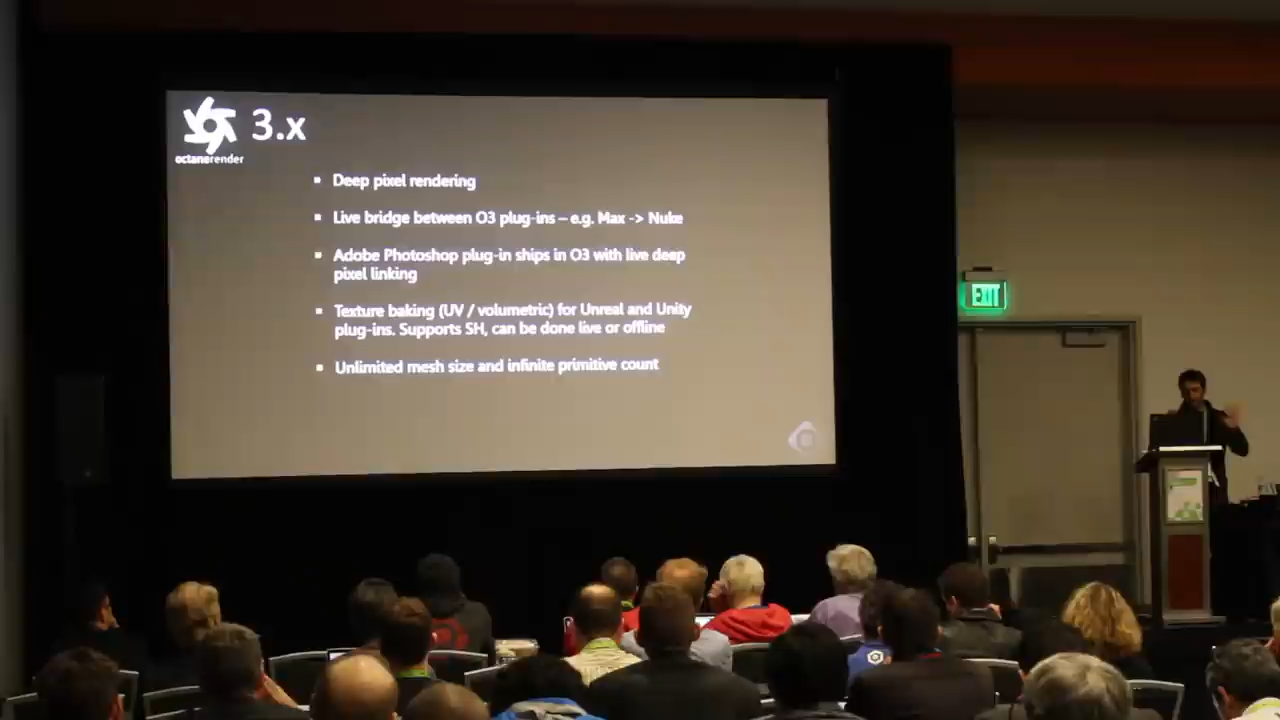 3.x
octanerender
Deep pixel rendering
Live bridge between O3 plug-ins – e.g. Max -> Nuke
Adobe Photoshop plug-in ships in O3 with live deep
pixel linking
Texture baking (UV / volumetric) for Unreal and Unity
plug-ins. Supports SH, can be done live or offline
Unlimited mesh size and infinite primitive count
EXIT